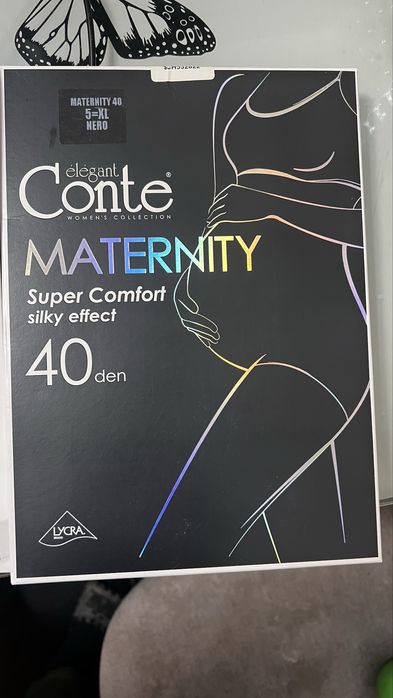 MATERNITY 40
5=XL
NERO
élégant
Conte®
WOMEN'S COLLECTION
MATERNITY
Super Comfort
silky effect
40 den
LYCRA